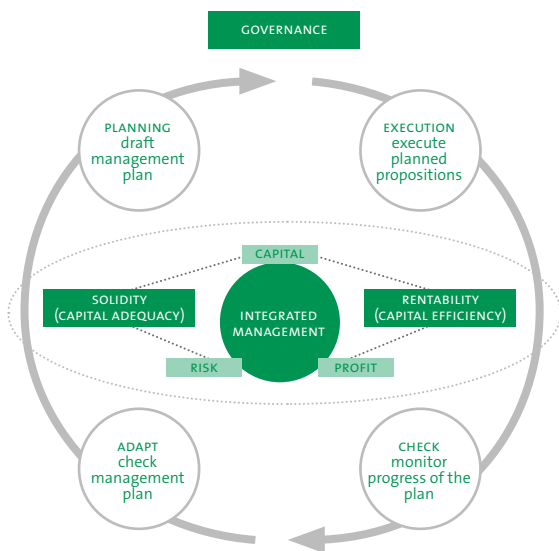 GOVERNANCE
PLANNING
draft
management
plan
EXECUTION
execute
planned
propositions
CAPITAL
SOLIDITY
(CAPITAL ADEQUACY)
INTEGRATED
MANAGEMENT
RENTABILITY
(CAPITAL EFFICIENCY)
RISK
PROFIT
ADAPT
check
management
plan
CHECK
monitor
progress of the
plan